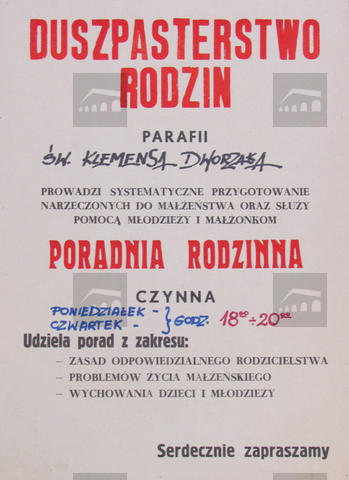 DUSZPASTERSTWO
RODZIN
PARAFII
ŚW. KLEMENSA DWORZAKA
PROWADZI SYSTEMATYCZNE PRZYGOTOWANIE
NARZECZONYCH DO MAŁŻEŃSTWA ORAZ SŁUŻY
POMOCĄ MŁODZIEŻY I MAŁŻONKOM
PORADNIA RODZINNA
CZYNNA
PONIEDZIAŁEK - } GODZ. 18⁰⁰÷20⁰⁰
CZWARTEK -
Udziela porad z zakresu:
— ZASAD ODPOWIEDZIALNEGO RODZICIELSTWA
— PROBLEMÓW ŻYCIA MAŁŻEŃSKIEGO
— WYCHOWANIA DZIECI I MŁODZIEŻY
Serdecznie zapraszamy